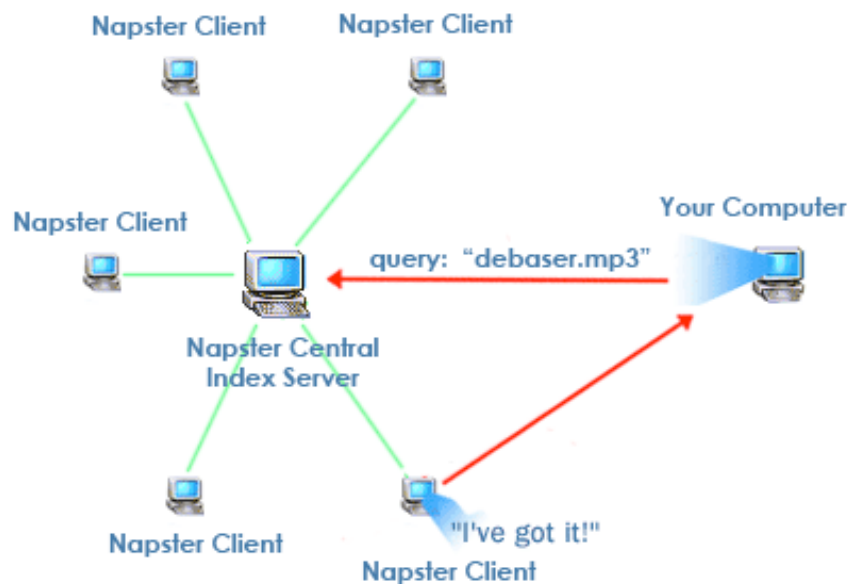 Napster Client
Napster Client
Napster Client
Your Computer
query: “debaser.mp3”
Napster Central
Index Server
"I've got it!"
Napster Client
Napster Client